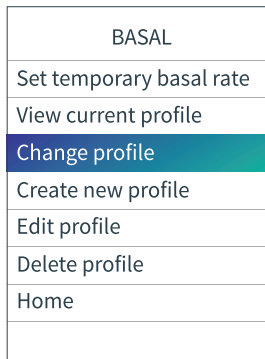 BASAL
Set temporary basal rate
View current profile
Change profile
Create new profile
Edit profile
Delete profile
Home